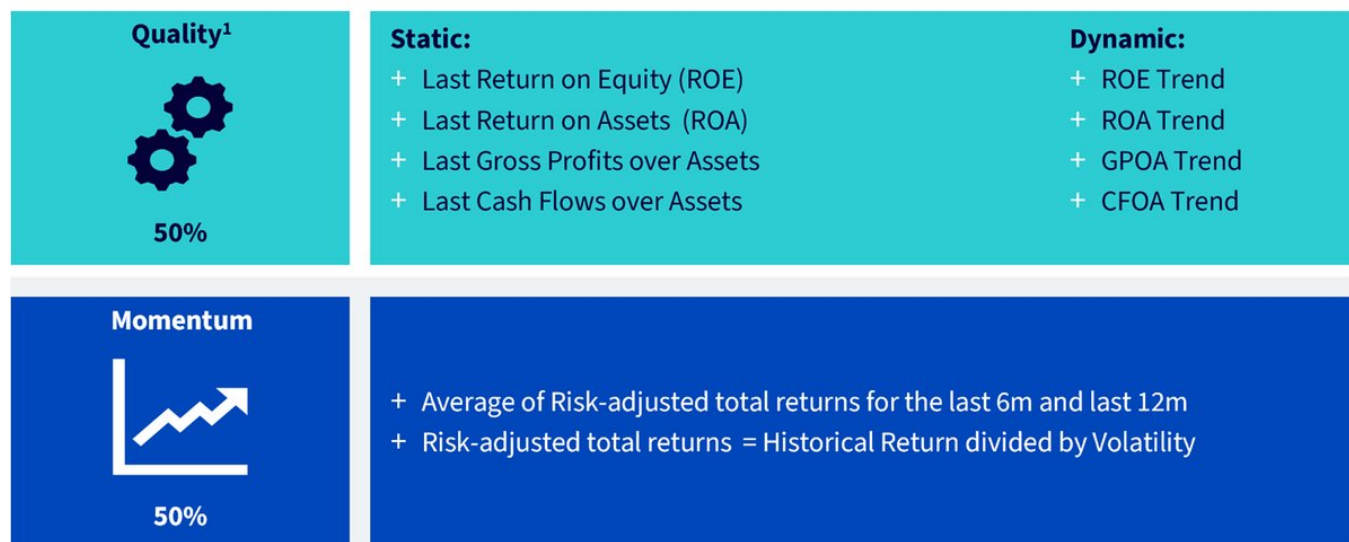 Quality¹
50%
Static:
+ Last Return on Equity (ROE)
+ Last Return on Assets (ROA)
+ Last Gross Profits over Assets
+ Last Cash Flows over Assets
Dynamic:
+ ROE Trend
+ ROA Trend
+ GPOA Trend
+ CFOA Trend
Momentum
50%
+ Average of Risk-adjusted total returns for the last 6m and last 12m
+ Risk-adjusted total returns = Historical Return divided by Volatility